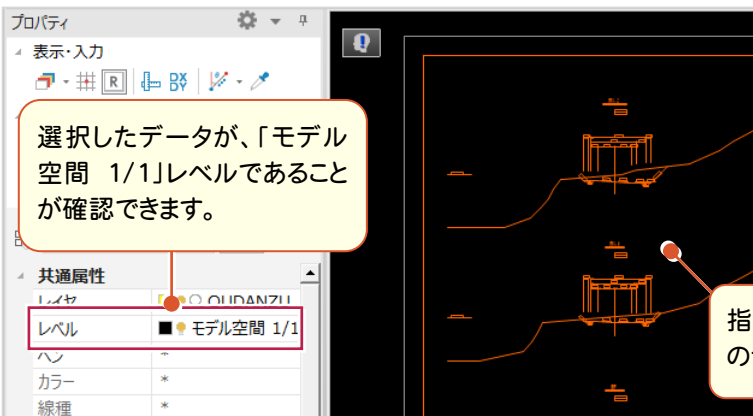 プロパティ
表示・入力
選択したデータが、「モデル
空間 1/1」レベルであること
が確認できます。
共通属性
レイヤ OUDANZU
レベル モデル空間 1/1
ペン *
カラー *
線種 *
指
の